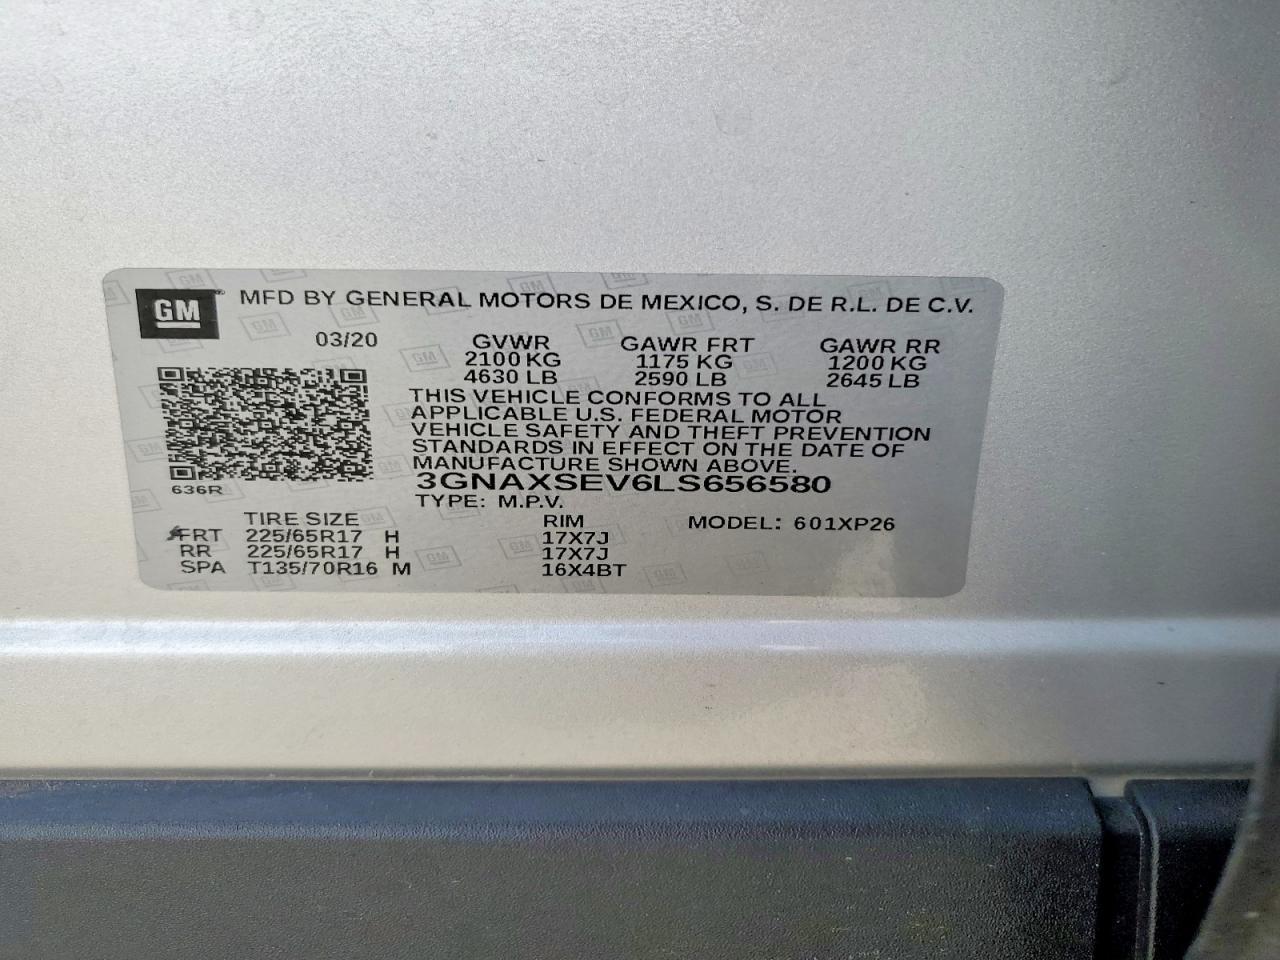 GM MFD BY GENERAL MOTORS DE MEXICO, S. DE R.L. DE C.V.
03/20 GVWR GAWR FRT GAWR RR
2100 KG 1175 KG 1200 KG
4630 LB 2590 LB 2645 LB
THIS VEHICLE CONFORMS TO ALL
APPLICABLE U.S. FEDERAL MOTOR
VEHICLE SAFETY AND THEFT PREVENTION
STANDARDS IN EFFECT ON THE DATE OF
MANUFACTURE SHOWN ABOVE.
636R 3GNAXSEV6LS656580
TYPE: M.P.V.
TIRE SIZE RIM MODEL: 601XP26
FRT 225/65R17 H 17X7J
RR 225/65R17 H 17X7J
SPA T135/70R16 M 16X4BT